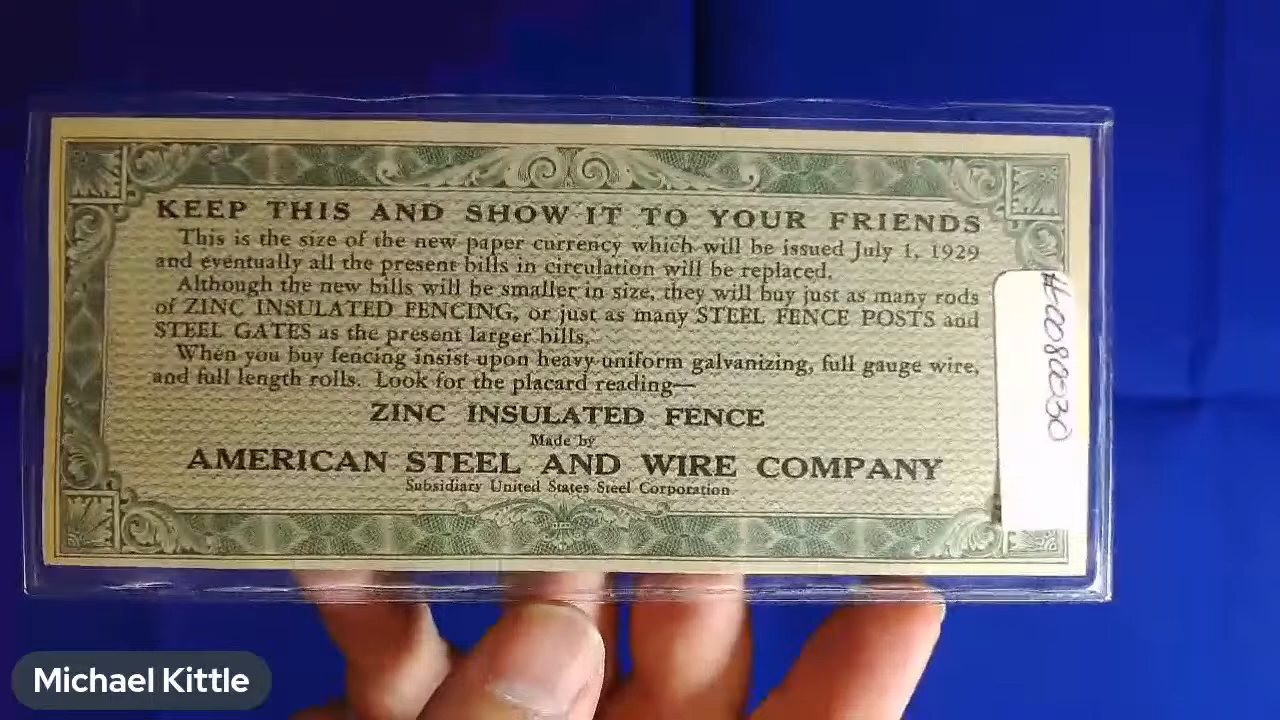 KEEP THIS AND SHOW IT TO YOUR FRIENDS
This is the size of the new paper currency which will be issued July 1, 1929
and eventually all the present bills in circulation will be replaced.
Although the new bills will be smaller in size, they will buy just as many rods
of ZINC INSULATED FENCING, or just as many STEEL FENCE POSTS and
STEEL GATES as the present larger bills.
When you buy fencing insist upon heavy uniform galvanizing, full gauge wire,
and full length rolls. Look for the placard reading—
ZINC INSULATED FENCE
Made by
AMERICAN STEEL AND WIRE COMPANY
Subsidiary United States Steel Corporation
Michael Kittle